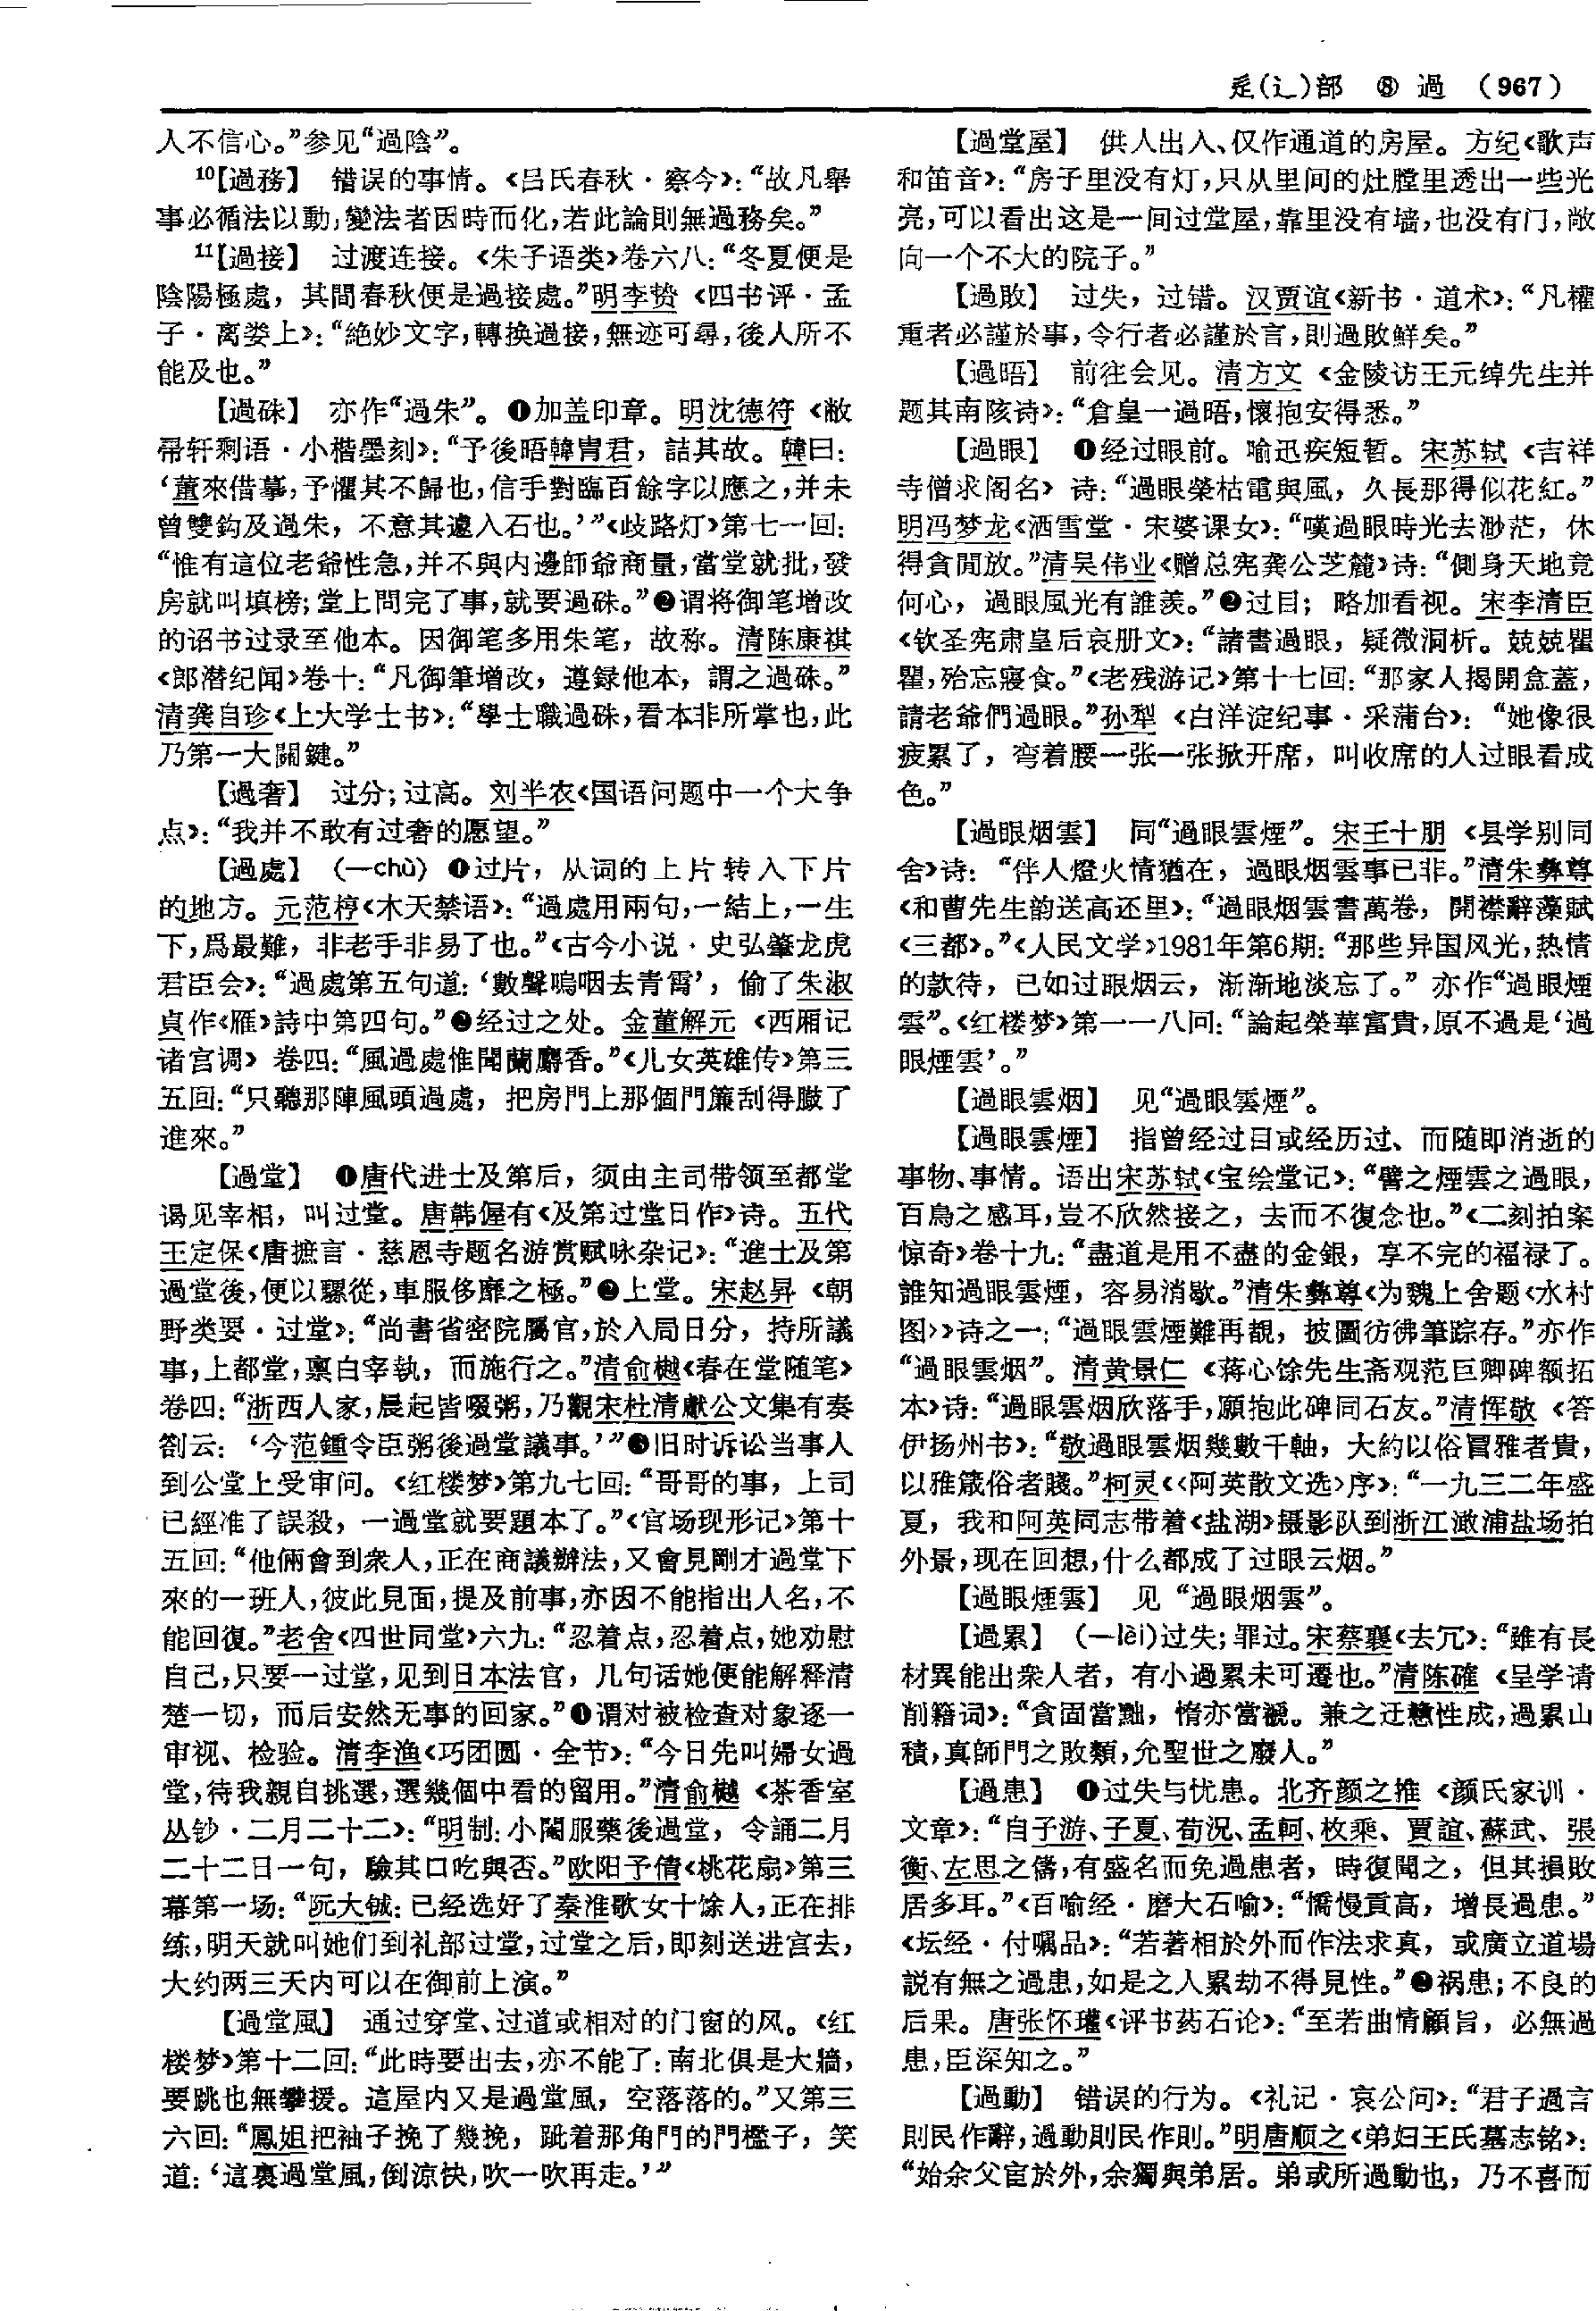 辵(辶)部 ⑧ 過 (967)
人不信心。”参见“過陰”。
¹⁰【過務】 错误的事情。《吕氏春秋·察今》：“故凡舉
事必循法以動，變法者因時而化，若此論則無過務矣。”
¹¹【過接】 过渡连接。《朱子语类》卷六八：“冬夏便是
陰陽極處，其間春秋便是過接處。”明李贽《四书评·孟
子·离娄上》：“絶妙文字，轉换過接，無迹可尋，後人所不
能及也。”
【過硃】 亦作“過朱”。❶加盖印章。明沈德符《敝
帚轩剩语·小楷墨刻》：“予後晤韓胄君，詰其故。韓曰：
‘董來借摹，予懼其不歸也，信手對臨百餘字以應之，并未
曾雙鈎及過朱，不意其遽入石也。’”《歧路灯》第七一回：
“惟有這位老爺性急，并不與内邊師爺商量，當堂就批，發
房就叫填榜；堂上問完了事，就要過硃。”❷谓将御笔增改
的诏书过录至他本。因御笔多用朱笔，故称。清陈康祺
《郎潜纪闻》卷十：“凡御筆增改，遵録他本，謂之過硃。”
清龚自珍《上大学士书》：“學士職過硃，看本非所掌也，此
乃第一大關鍵。”
【過奢】 过分；过高。刘半农《国语问题中一个大争
点》：“我并不敢有过奢的愿望。”
【過處】 （—chù）❶过片，从词的上片转入下片
的地方。元范梈《木天禁语》：“過處用兩句，一結上，一生
下，爲最難，非老手非易了也。”《古今小说·史弘肇龙虎
君臣会》：“過處第五句道：‘數聲嗚咽去青霄’，偷了朱淑
貞作《雁》詩中第四句。”❷经过之处。金董解元《西厢记
诸宫调》卷四：“風過處惟聞蘭麝香。”《儿女英雄传》第三
五回：“只聽那陣風頭過處，把房門上那個門簾刮得臌了
進來。”
【過堂】 ❶唐代进士及第后，须由主司带领至都堂
谒见宰相，叫过堂。唐韩偓有《及第过堂日作》诗。五代
王定保《唐摭言·慈恩寺题名游赏赋咏杂记》：“進士及第
過堂後，便以騾從，車服侈靡之極。”❷上堂。宋赵昇《朝
野类要·过堂》：“尚書省密院屬官，於入局日分，持所議
事，上都堂，禀白宰執，而施行之。”清俞樾《春在堂随笔》
卷四：“浙西人家，晨起皆啜粥，乃觀宋杜清獻公文集有奏
劄云：‘今范鍾令臣粥後過堂議事。’”❸旧时诉讼当事人
到公堂上受审问。《红楼梦》第九七回：“哥哥的事，上司
已經准了誤殺，一過堂就要題本了。”《官场现形记》第十
五回：“他倆會到衆人，正在商議辦法，又會見剛才過堂下
來的一班人，彼此見面，提及前事，亦因不能指出人名，不
能回復。”老舍《四世同堂》六九：“忍着点，忍着点，她劝慰
自己，只要一过堂，见到日本法官，几句话她便能解释清
楚一切，而后安然无事的回家。”❹谓对被检查对象逐一
审视、检验。清李渔《巧团圆·全节》：“今日先叫婦女過
堂，待我親自挑選，選幾個中看的留用。”清俞樾《茶香室
丛钞·二月二十二》：“明制：小閹服藥後過堂，令誦二月
二十二日一句，驗其口吃與否。”欧阳予倩《桃花扇》第三
幕第一场：“阮大铖：已经选好了秦淮歌女十馀人，正在排
练，明天就叫她们到礼部过堂，过堂之后，即刻送进宫去，
大约两三天内可以在御前上演。”
【過堂風】 通过穿堂、过道或相对的门窗的风。《红
楼梦》第十二回：“此時要出去，亦不能了：南北俱是大牆，
要跳也無攀援。這屋内又是過堂風，空落落的。”又第三
六回：“鳳姐把袖子挽了幾挽，跐着那角門的門檻子，笑
道：‘這裏過堂風，倒凉快，吹一吹再走。’”
【過堂屋】 供人出入、仅作通道的房屋。方纪《歌声
和笛音》：“房子里没有灯，只从里间的灶膛里透出一些光
亮，可以看出这是一间过堂屋，靠里没有墙，也没有门，敞
向一个不大的院子。”
【過敗】 过失，过错。汉贾谊《新书·道术》：“凡權
重者必謹於事，令行者必謹於言，則過敗鮮矣。”
【過晤】 前往会见。清方文《金陵访王元绰先生并
题其南陔诗》：“倉皇一過晤，懷抱安得悉。”
【過眼】 ❶经过眼前。喻迅疾短暂。宋苏轼《吉祥
寺僧求阁名》诗：“過眼榮枯電與風，久長那得似花紅。”
明冯梦龙《洒雪堂·宋婆课女》：“嘆過眼時光去渺茫，休
得貪閒放。”清吴伟业《赠总宪龚公芝麓》诗：“側身天地竟
何心，過眼風光有誰羨。”❷过目；略加看视。宋李清臣
《钦圣宪肃皇后哀册文》：“諸書過眼，疑微洞析。兢兢瞿
瞿，殆忘寢食。”《老残游记》第十七回：“那家人揭開盒蓋，
請老爺們過眼。”孙犁《白洋淀纪事·采蒲台》：“她像很
疲累了，弯着腰一张一张掀开席，叫收席的人过眼看成
色。”
【過眼烟雲】 同“過眼雲煙”。宋王十朋《县学别同
舍》诗：“伴人燈火情猶在，過眼烟雲事已非。”清朱彝尊
《和曹先生韵送高还里》：“過眼烟雲書萬卷，開襟辭藻賦
《三都》。”《人民文学》1981年第6期：“那些异国风光，热情
的款待，已如过眼烟云，渐渐地淡忘了。”亦作“過眼煙
雲”。《红楼梦》第一一八回：“論起榮華富貴，原不過是‘過
眼煙雲’。”
【過眼雲烟】 见“過眼雲煙”。
【過眼雲煙】 指曾经过目或经历过、而随即消逝的
事物、事情。语出宋苏轼《宝绘堂记》：“譬之煙雲之過眼，
百鳥之感耳，豈不欣然接之，去而不復念也。”《二刻拍案
惊奇》卷十九：“盡道是用不盡的金銀，享不完的福禄了。
誰知過眼雲煙，容易消歇。”清朱彝尊《为魏上舍题〈水村
图〉》诗之一：“過眼雲煙難再覩，披圖彷彿筆踪存。”亦作
“過眼雲烟”。清黄景仁《蒋心馀先生斋观范巨卿碑额拓
本》诗：“過眼雲烟欣落手，願抱此碑同石友。”清恽敬《答
伊扬州书》：“敬過眼雲烟幾數千軸，大約以俗冒雅者貴，
以雅箴俗者賤。”柯灵《〈阿英散文选〉序》：“一九三二年盛
夏，我和阿英同志带着《盐湖》摄影队到浙江澉浦盐场拍
外景，现在回想，什么都成了过眼云烟。”
【過眼煙雲】 见“過眼烟雲”。
【過累】 （—lèi）过失；罪过。宋蔡襄《去冗》：“雖有長
材異能出衆人者，有小過累未可遷也。”清陈確《呈学请
削籍词》：“貪固當黜，惰亦當褫。兼之迂戆性成，過累山
積，真師門之敗類，允聖世之廢人。”
【過患】 ❶过失与忧患。北齐颜之推《颜氏家训·
文章》：“自子游、子夏、荀況、孟軻、枚乘、賈誼、蘇武、張
衡、左思之儔，有盛名而免過患者，時復聞之，但其損敗
居多耳。”《百喻经·磨大石喻》：“憍慢貢高，增長過患。”
《坛经·付嘱品》：“若著相於外而作法求真，或廣立道場
説有無之過患，如是之人累劫不得見性。”❷祸患；不良的
后果。唐张怀瓘《评书药石论》：“至若曲情順旨，必無過
患，臣深知之。”
【過動】 错误的行为。《礼记·哀公问》：“君子過言
則民作辭，過動則民作則。”明唐顺之《弟妇王氏墓志铭》：
“始余父官於外，余獨與弟居。弟或所過動也，乃不喜而